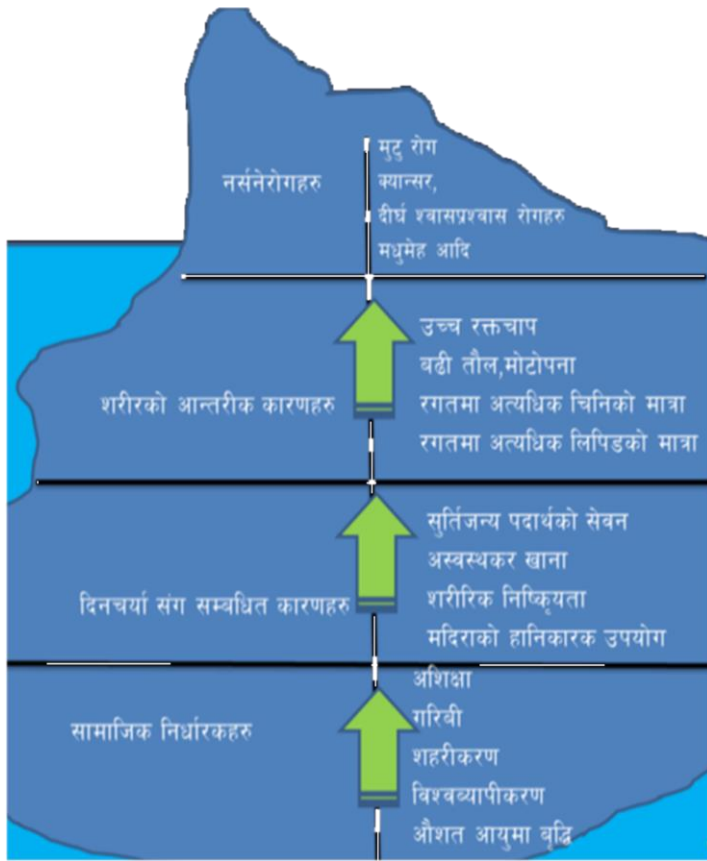 नर्सनेरोगहरु
मुटु रोग
क्यान्सर,
दीर्घ श्वासप्रश्वास रोगहरु
मधुमेह आदि
शरीरको आन्तरीक कारणहरु
उच्च रक्तचाप
बढी तौल,मोटोपना
रगतमा अत्यधिक चिनिको मात्रा
रगतमा अत्यधिक लिपिडको मात्रा
दिनचर्या संग सम्बधित कारणहरु
सुर्तिजन्य पदार्थको सेवन
अस्वस्थकर खाना
शारीरिक निष्कृयता
मदिराको हानिकारक उपयोग
सामाजिक निर्धारकहरु
अशिक्षा
गरिबी
शहरीकरण
विश्वब्यापीकरण
औशत आयुमा बृद्धि